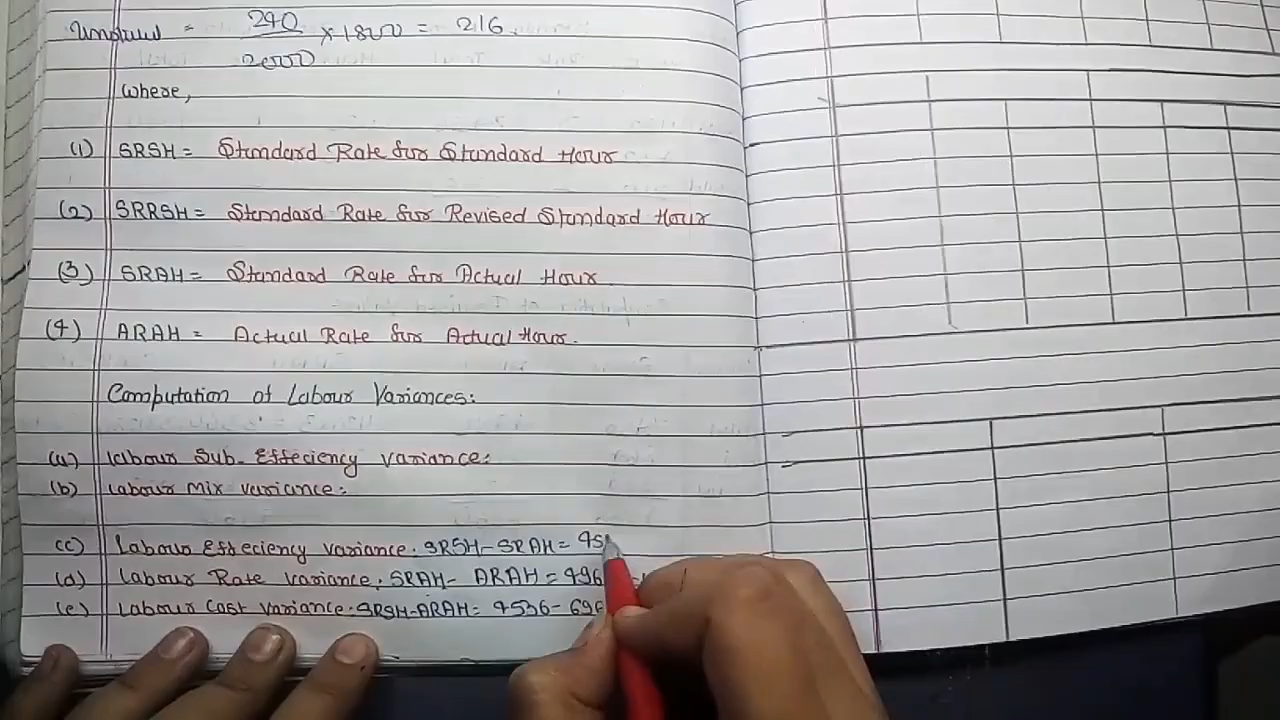 = 240/2000 × 1800 = 216.
where,
(1) SRSH = Standard Rate for Standard Hour
(2) SRRSH = Standard Rate for Revised Standard Hour
(3) SRAH = Standard Rate for Actual Hour
(4) ARAH = Actual Rate for Actual Hour.
Computation of Labour Variances:
(a) Labour Sub. Effeciency variance:
(b) Labour Mix variance:
(c) Labour Effeciency variance. SRSH - SRAH = 45
(d) Labour Rate variance. SRAH - ARAH = 496
(e) Labour Cost variance. SRSH-ARAH = 4536 - 696